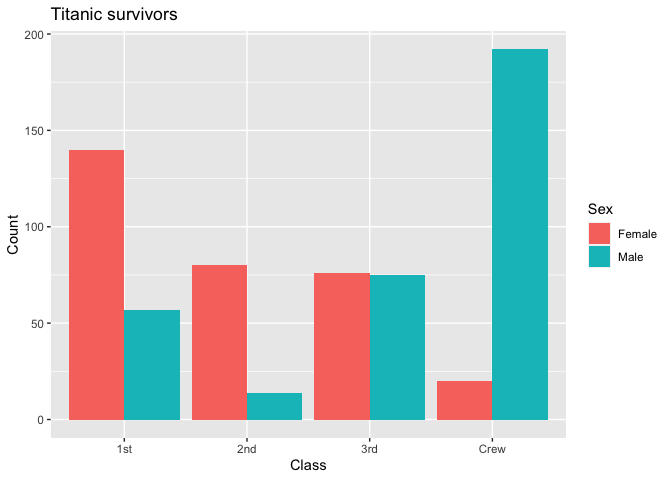 Titanic survivors
200
150
100
50
0
Count
1st 2nd 3rd Crew
Class
Sex
Female
Male